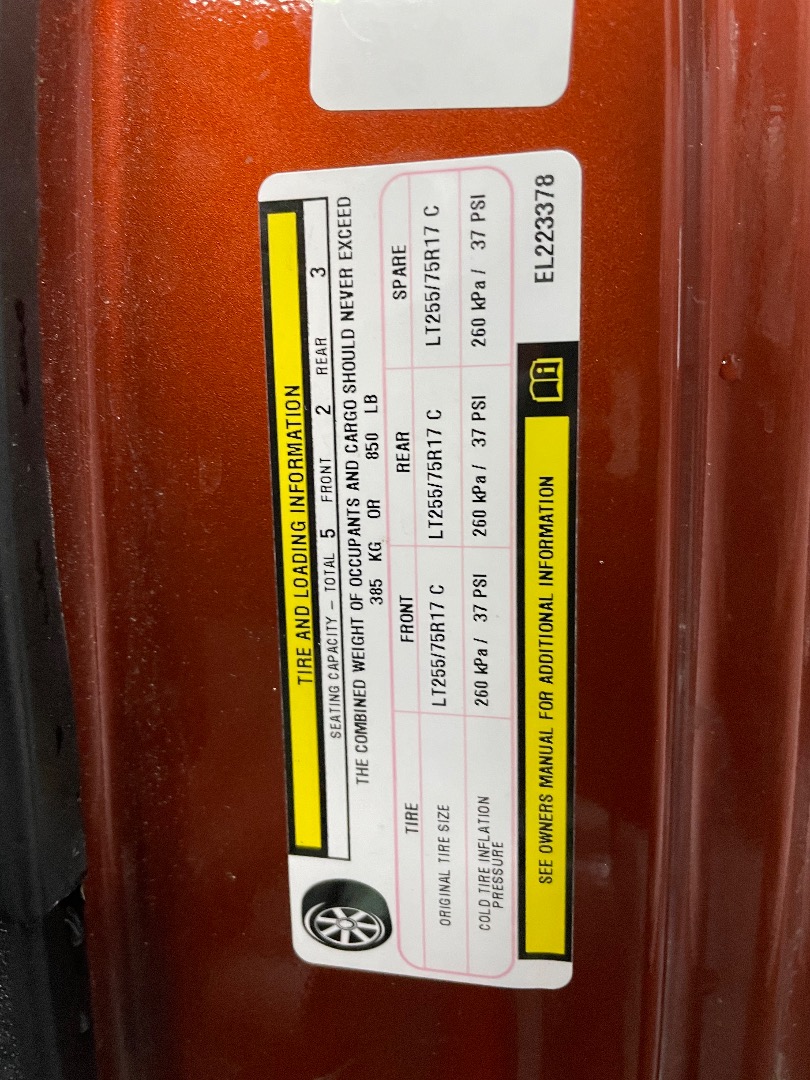 TIRE AND LOADING INFORMATION
SEATING CAPACITY – TOTAL 5 FRONT 2 REAR 3
THE COMBINED WEIGHT OF OCCUPANTS AND CARGO SHOULD NEVER EXCEED
385 KG OR 850 LB
TIRE FRONT REAR SPARE
ORIGINAL TIRE SIZE LT255/75R17 C LT255/75R17 C LT255/75R17 C
COLD TIRE INFLATION PRESSURE 260 kPa / 37 PSI 260 kPa / 37 PSI 260 kPa / 37 PSI
SEE OWNERS MANUAL FOR ADDITIONAL INFORMATION EL223378